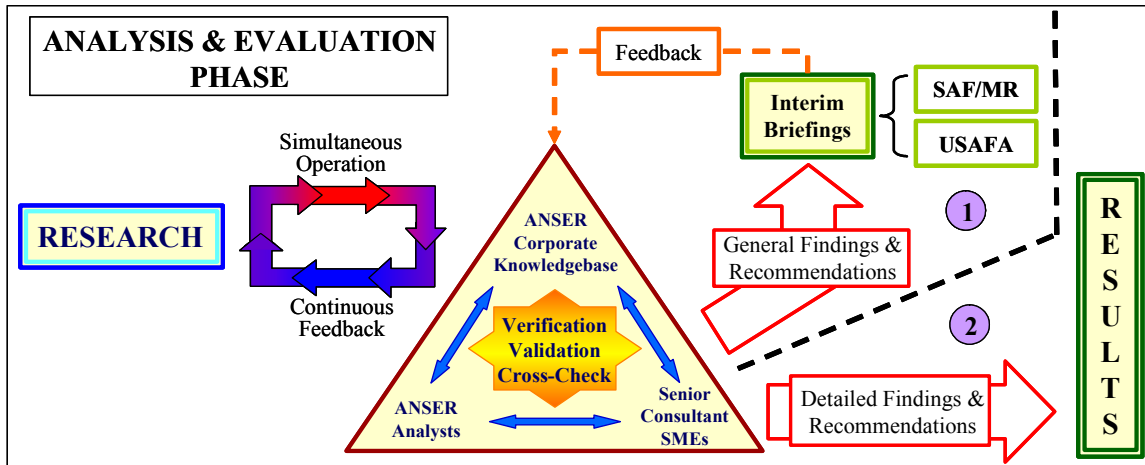 ANALYSIS & EVALUATION
PHASE
Feedback
Interim
Briefings
SAF/MR
USAFA
Simultaneous
Operation
RESEARCH
Continuous
Feedback
ANSER
Corporate
Knowledgebase
Verification
Validation
Cross-Check
ANSER
Analysts
Senior
Consultant
SMEs
General Findings &
Recommendations
1
2
Detailed Findings &
Recommendations
RESULTS